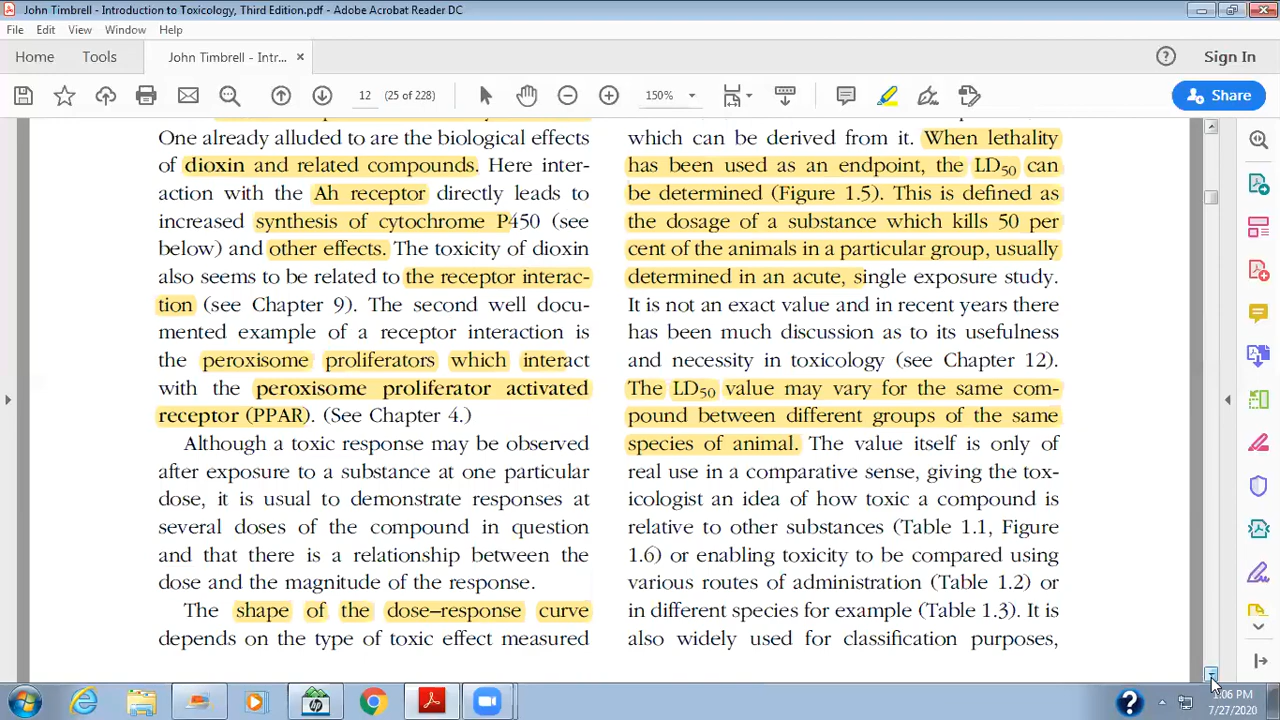 John Timbrell - Introduction to Toxicology, Third Edition.pdf - Adobe Acrobat Reader DC
File Edit View Window Help
Home Tools John Timbrell - Intr... × ? Sign In
12 (25 of 228) 150% Share
One already alluded to are the biological effects
of dioxin and related compounds. Here inter-
action with the Ah receptor directly leads to
increased synthesis of cytochrome P450 (see
below) and other effects. The toxicity of dioxin
also seems to be related to the receptor interac-
tion (see Chapter 9). The second well docu-
mented example of a receptor interaction is
the peroxisome proliferators which interact
with the peroxisome proliferator activated
receptor (PPAR). (See Chapter 4.)
Although a toxic response may be observed
after exposure to a substance at one particular
dose, it is usual to demonstrate responses at
several doses of the compound in question
and that there is a relationship between the
dose and the magnitude of the response.
The shape of the dose–response curve
depends on the type of toxic effect measured
which can be derived from it. When lethality
has been used as an endpoint, the LD50 can
be determined (Figure 1.5). This is defined as
the dosage of a substance which kills 50 per
cent of the animals in a particular group, usually
determined in an acute, single exposure study.
It is not an exact value and in recent years there
has been much discussion as to its usefulness
and necessity in toxicology (see Chapter 12).
The LD50 value may vary for the same com-
pound between different groups of the same
species of animal. The value itself is only of
real use in a comparative sense, giving the tox-
icologist an idea of how toxic a compound is
relative to other substances (Table 1.1, Figure
1.6) or enabling toxicity to be compared using
various routes of administration (Table 1.2) or
in different species for example (Table 1.3). It is
also widely used for classification purposes,
:06 PM
7/27/2020